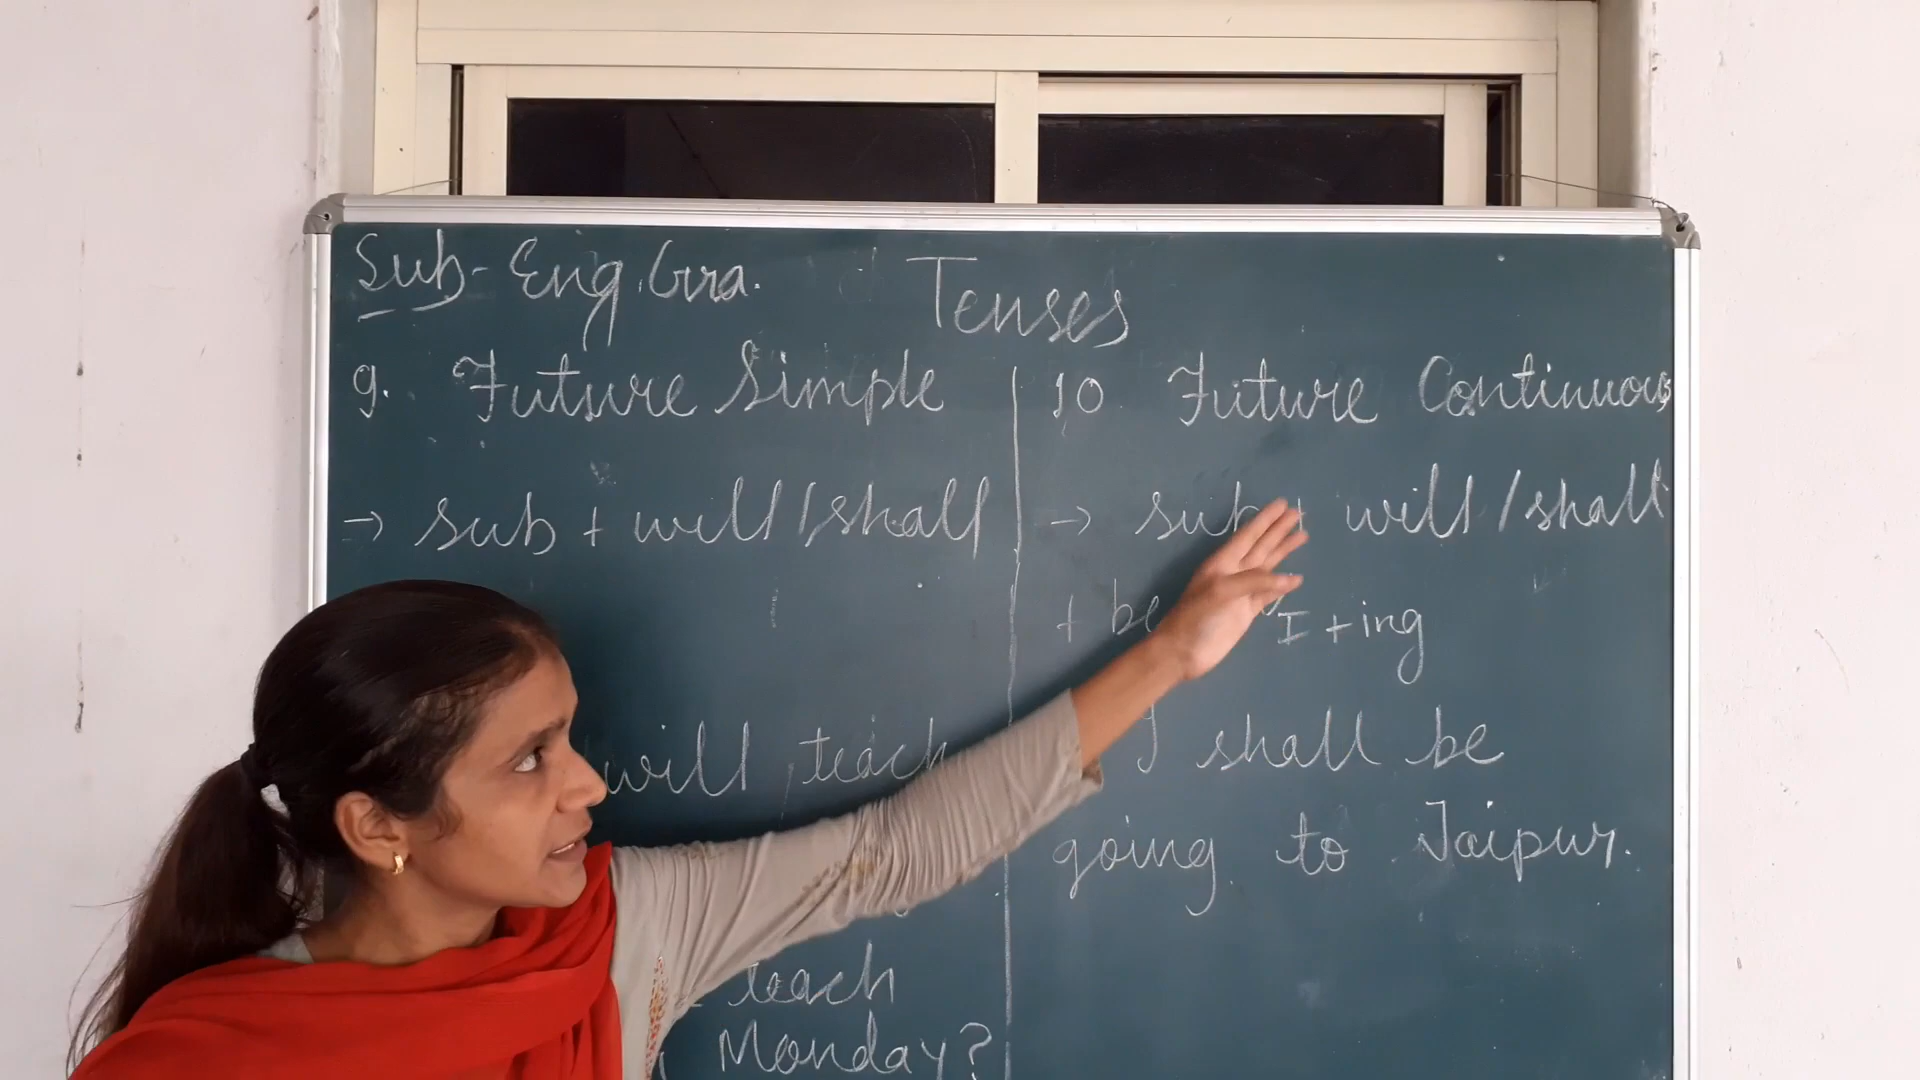 Sub- Eng. Gra.
Tenses
9. Future Simple
→ sub + will / shall
will teach
teach
Monday?
10. Future Continuous
→ sub + will / shall
+ be I + ing
I shall be
going to Jaipur.